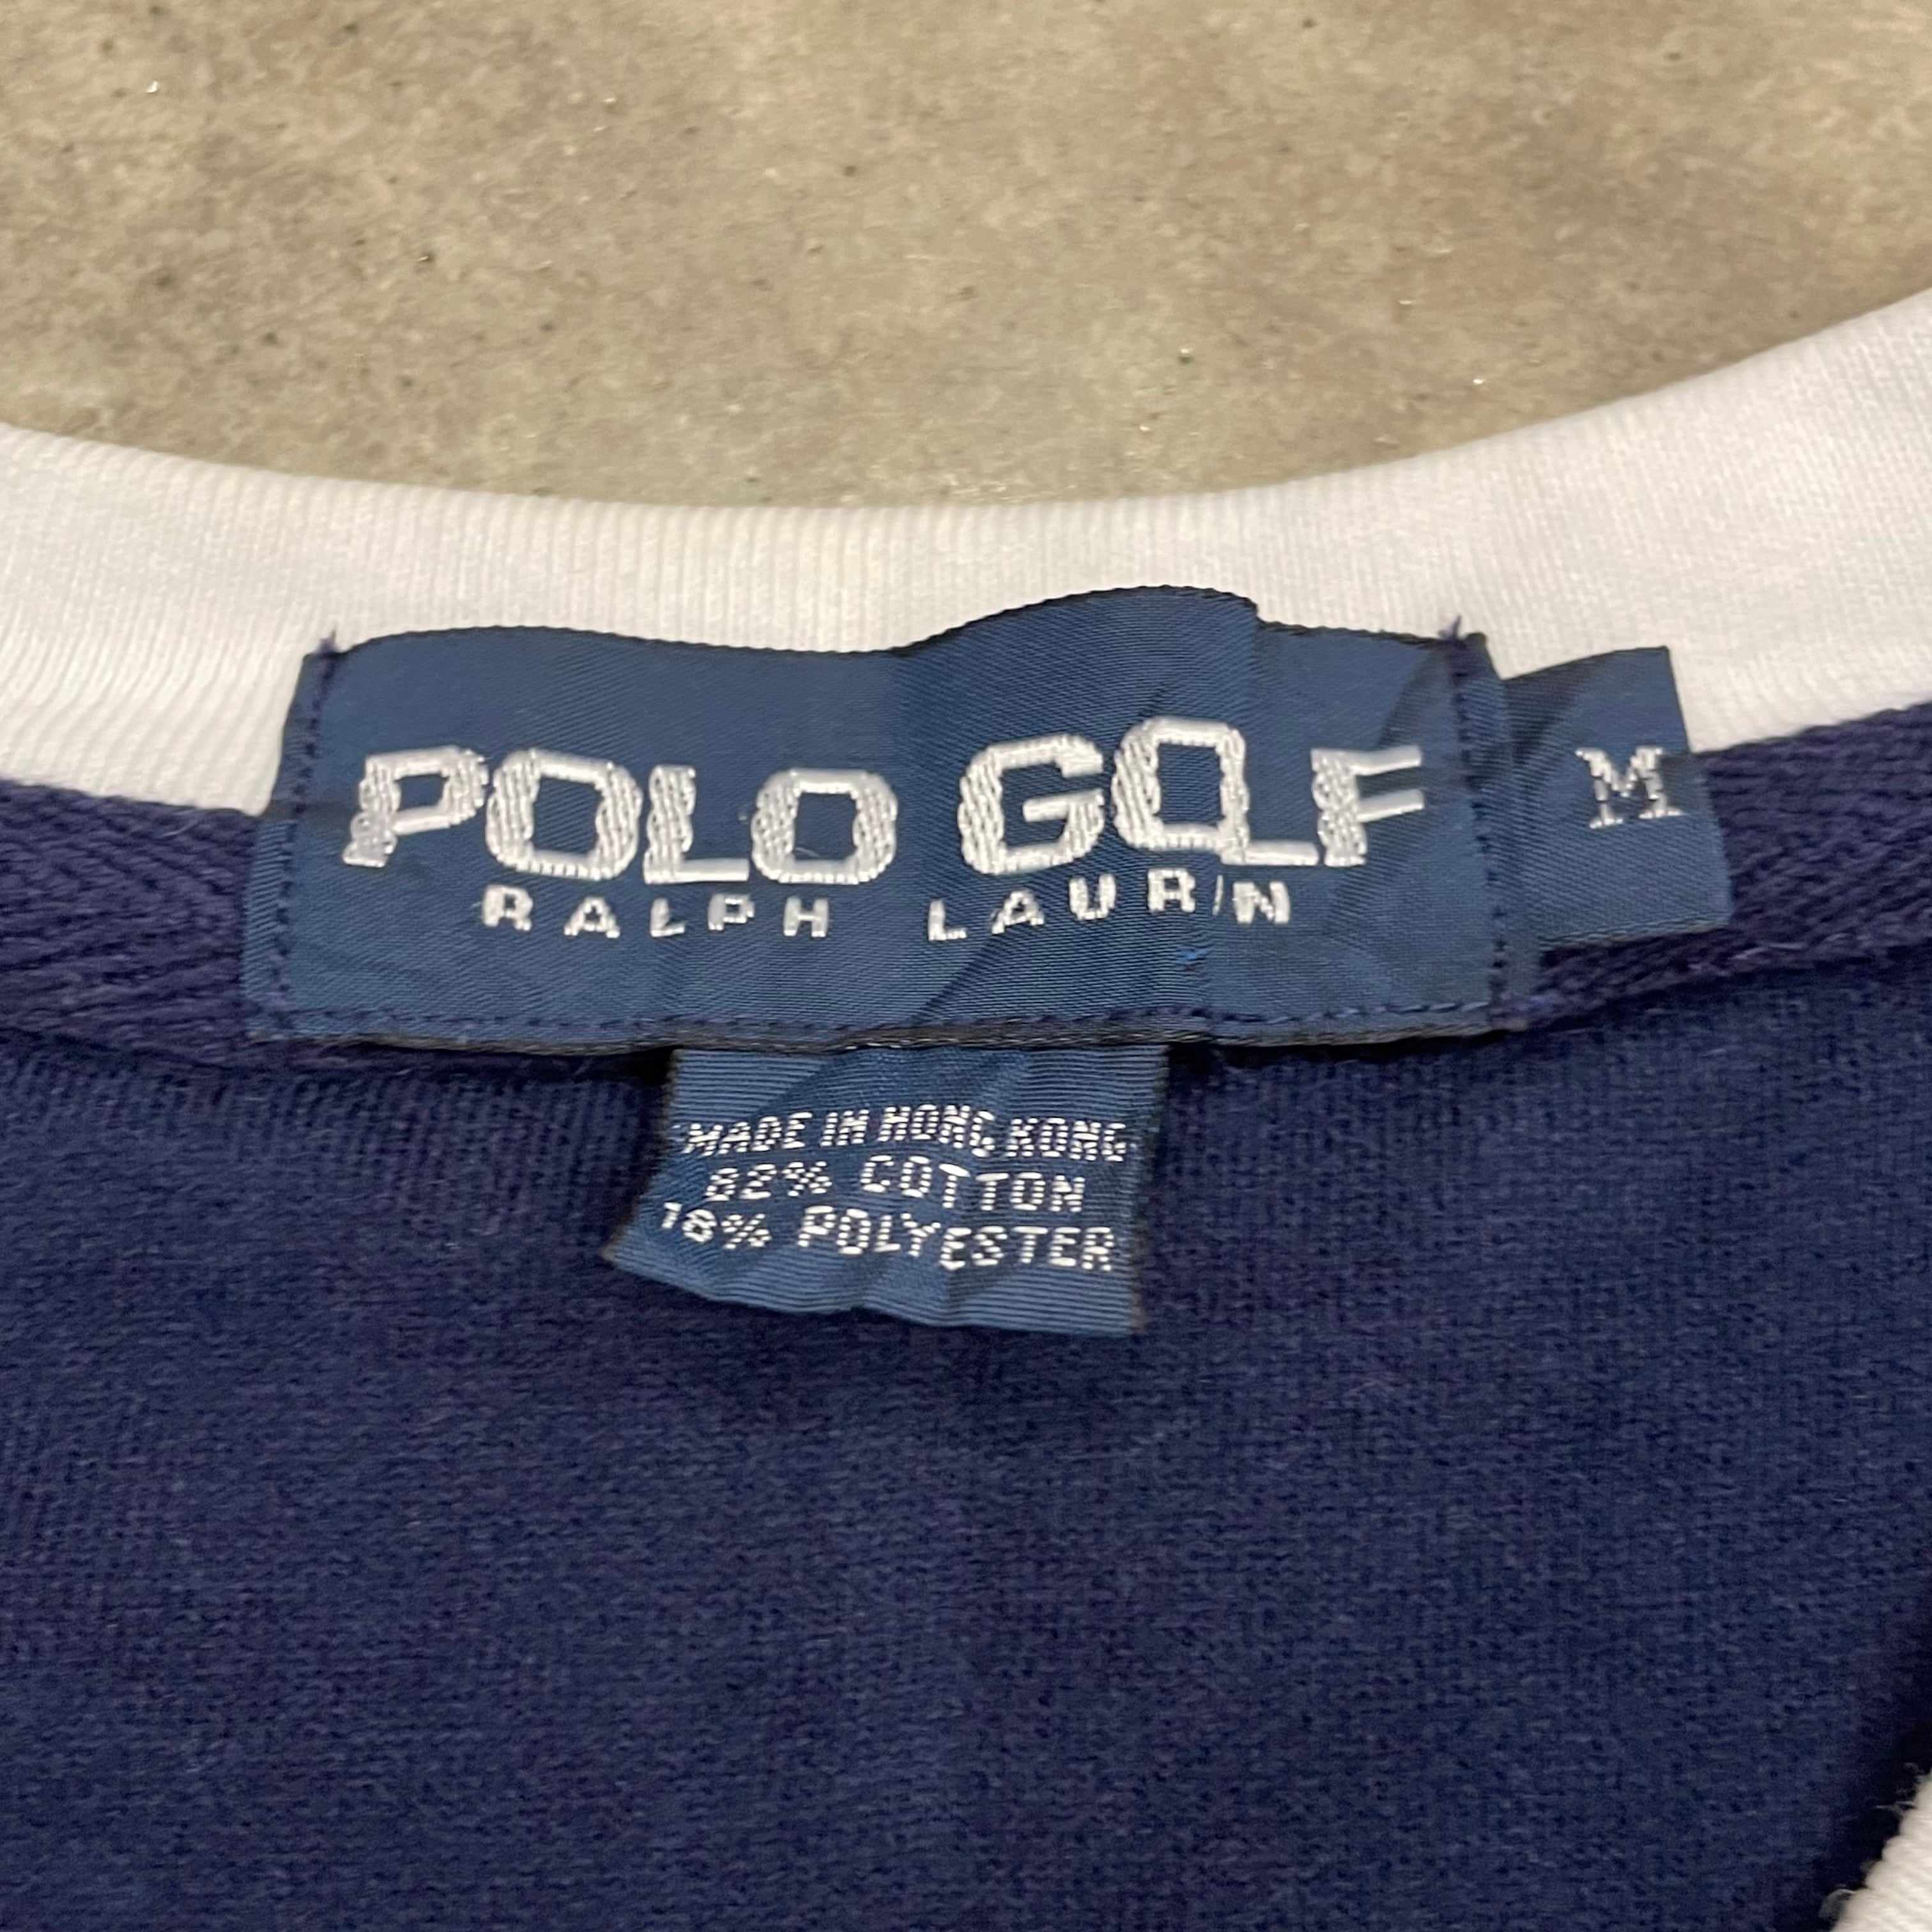 POLO GOLF
RALPH LAUREN
M
MADE IN HONG KONG
82% COTTON
18% POLYESTER